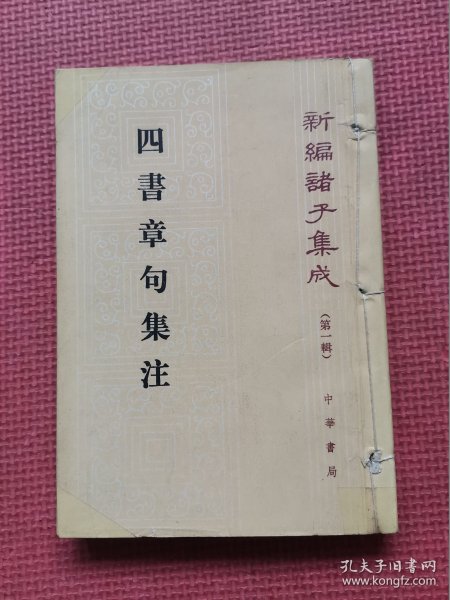 新編諸子集成
（第一輯）
中華書局
四書章句集注
孔夫子旧书网
www.kongfz.com